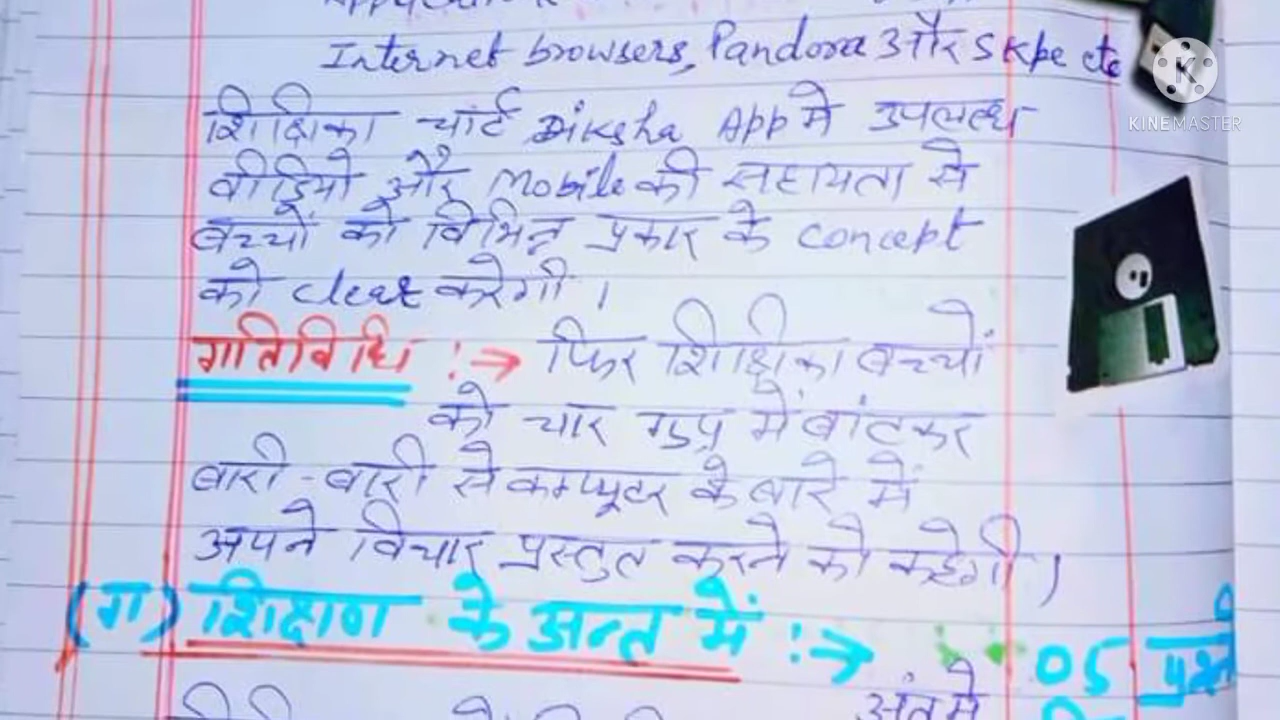 Internet browsers, Pandora और Skpe etc
KINEMASTER
शिक्षिका चार्ट Diksha App मे उपलब्ध
वीडियो और Mobile की सहायता से
बच्चों को विभिन्न प्रकार के concept
को clear करेगी ।
गतिविधि :→ फिर शिक्षिका बच्चों
को चार ग्रुप में बांटकर
बारी-बारी से कम्प्यूटर के बारे में
अपने विचार प्रस्तुत करने को कहेगी ।
(ग) शिक्षण के अन्त में :→ 05
अंत मे